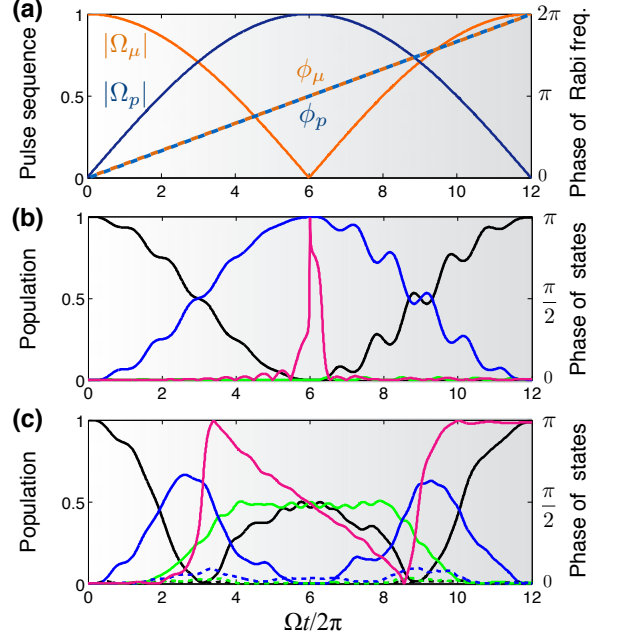 (a)
Pulse sequence
1
0.5
0
|Ω_μ|
|Ω_p|
ϕ_μ
ϕ_p
2π
π
0
Phase of Rabi freq.
0 2 4 6 8 10 12
(b)
Population
1
0.5
0
π
π/2
0
Phase of states
0 2 4 6 8 10 12
(c)
Population
1
0.5
0
π
π/2
0
Phase of states
0 2 4 6 8 10 12
Ωt/2π